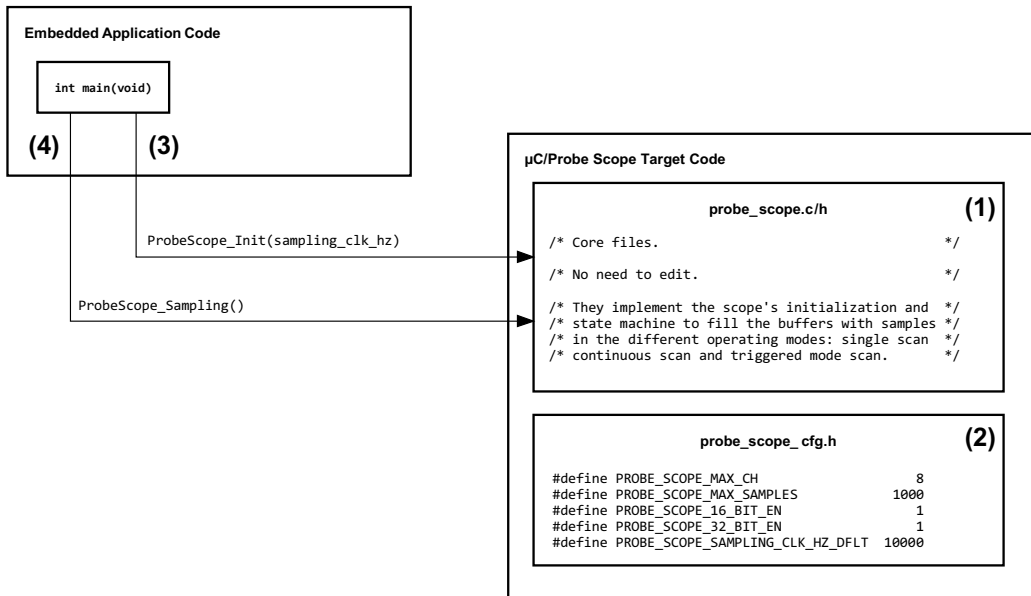 Embedded Application Code
int main(void)
(4)
(3)
µC/Probe Scope Target Code
probe_scope.c/h
(1)
/* Core files. */
/* No need to edit. */
/* They implement the scope's initialization and */
/* state machine to fill the buffers with samples */
/* in the different operating modes: single scan */
/* continuous scan and triggered mode scan. */
ProbeScope_Init(sampling_clk_hz)
ProbeScope_Sampling()
probe_scope_ cfg.h
(2)
#define PROBE_SCOPE_MAX_CH 8
#define PROBE_SCOPE_MAX_SAMPLES 1000
#define PROBE_SCOPE_16_BIT_EN 1
#define PROBE_SCOPE_32_BIT_EN 1
#define PROBE_SCOPE_SAMPLING_CLK_HZ_DFLT 10000